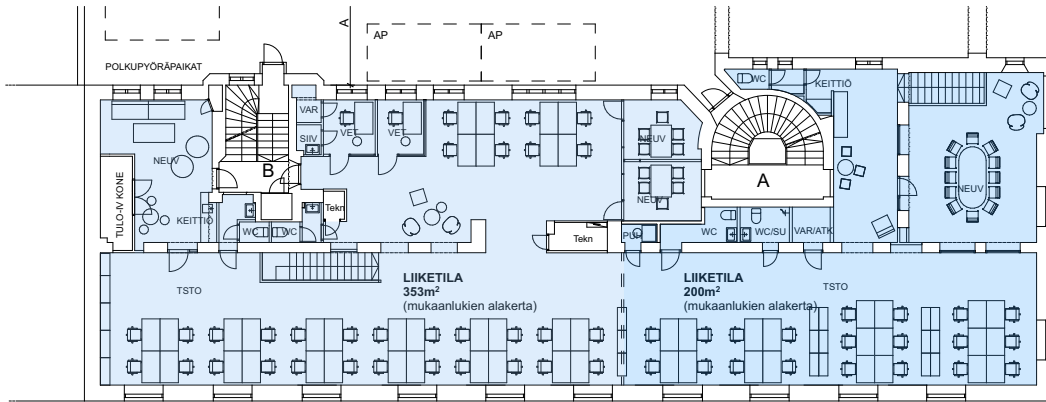 A
AP
AP
POLKUPYÖRÄPAIKAT
WC
KEITTIÖ
VAR
SIIV
VET
VET
NEUV
NEUV
B
A
NEUV
NEUV
TULO-IV KONE
KEITTIÖ
Tekn
WC
WC
Tekn
PUH
WC
WC/SU
VAR/ATK
LIIKETILA
353m²
(mukaanlukien alakerta)
TSTO
LIIKETILA
200m²
(mukaanlukien alakerta)
TSTO